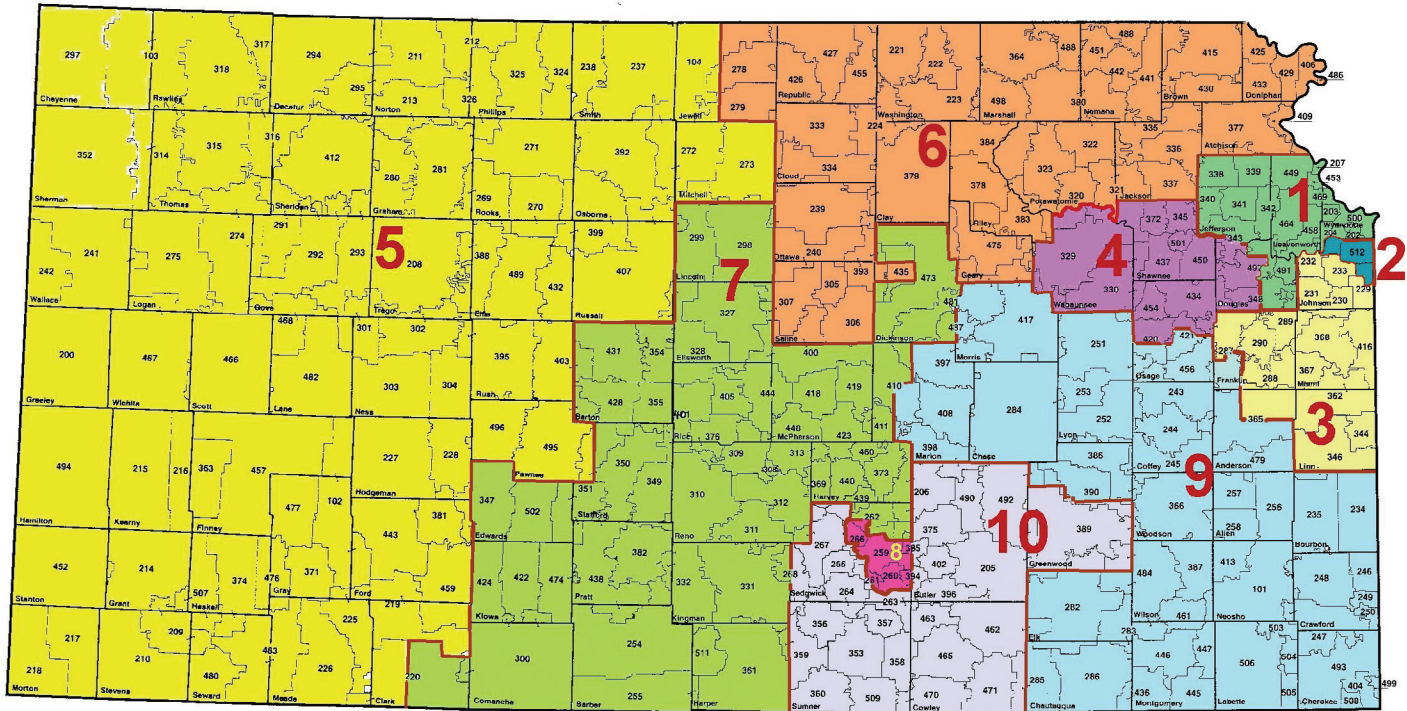 297 103 317 294 211 212 325 324 238 237 104 278 427 221 222 364 488 488 451 415 425 406
318 295 213 326 426 455 442 441 433 429 486
Cheyenne Rawlins Decatur Norton Phillips Smith Jewell 279 Republic Washington 223 498 Marshall 380 Nemaha Brown 430 Doniphan
409
352 314 315 316 412 280 281 271 392 272 273 333 224 6 384 322 335 377
334 379 323 336 Atchison 207
Sherman Thomas Sheridan Graham 269 Rooks 270 Osborne Mitchell Cloud 378 320 321 Jackson 337 338 339 449 453
Clay Riley 383 Potawatomie 340 341 342 1 469
242 241 275 274 291 292 293 5 208 388 489 399 432 407 299 298 239 475 329 4 372 345 Jefferson 464 203 500
Lincoln Ottawa 240 393 435 473 Geary 501 343 Leavenworth 458 Wyandotte 204 202
Wallace Logan Gove Trego Ellis Russell 7 327 307 305 306 481 330 437 450 497 491 232 233 512 2
Saline Dickinson 487 Wabaunsee Shawnee Douglas 348 231 Johnson 230 229
200 467 466 468 482 301 302 395 403 431 354 Ellsworth 328 400 Morris 417 251 454 434 289
303 304 420 421 287 290 368 416
Greeley Wichita Scott Lane Ness Rush Barton 428 355 405 444 418 419 410 397 408 284 253 252 Osage 456 Franklin 288 367 Miami
401 Rice 376 448 McPherson 423 411 398 Marion Chase Lyon 243 244 365 362 3 344
494 215 216 363 457 227 228 496 495 Pawnee 309 308 313 460 386 Coffey 245 Anderson 479 346 Linn
Hamilton Kearny Finney Hodgeman 477 102 347 502 351 350 349 310 312 369 440 373 206 490 492 390 9 257 256 235 234
Stafford Reno 311 Harvey 439 262 375 10 389 366 258
452 214 507 374 476 371 443 381 459 Edwards 424 422 474 438 382 332 331 267 266 259 8 385 402 205 Greenwood Woodson Allen Bourbon
Stanton Grant Haskell Gray Ford Kiowa Pratt Kingman 268 Sedgwick 265 264 261 260 263 394 Butler 396 484 387 413 101 248 246 249 250
217 218 209 210 480 483 219 225 226 220 300 254 255 511 361 356 357 359 353 358 360 509 463 462 465 470 471 282 283 Wilson 461 Neosho Crawford
Morton Stevens Seward Meade Clark Comanche Barber Harper Sumner Cowley Elk 285 286 Chautauqua 446 447 436 445 Montgomery 503 504 506 505 Labette 247 493 404 508 499 Cherokee